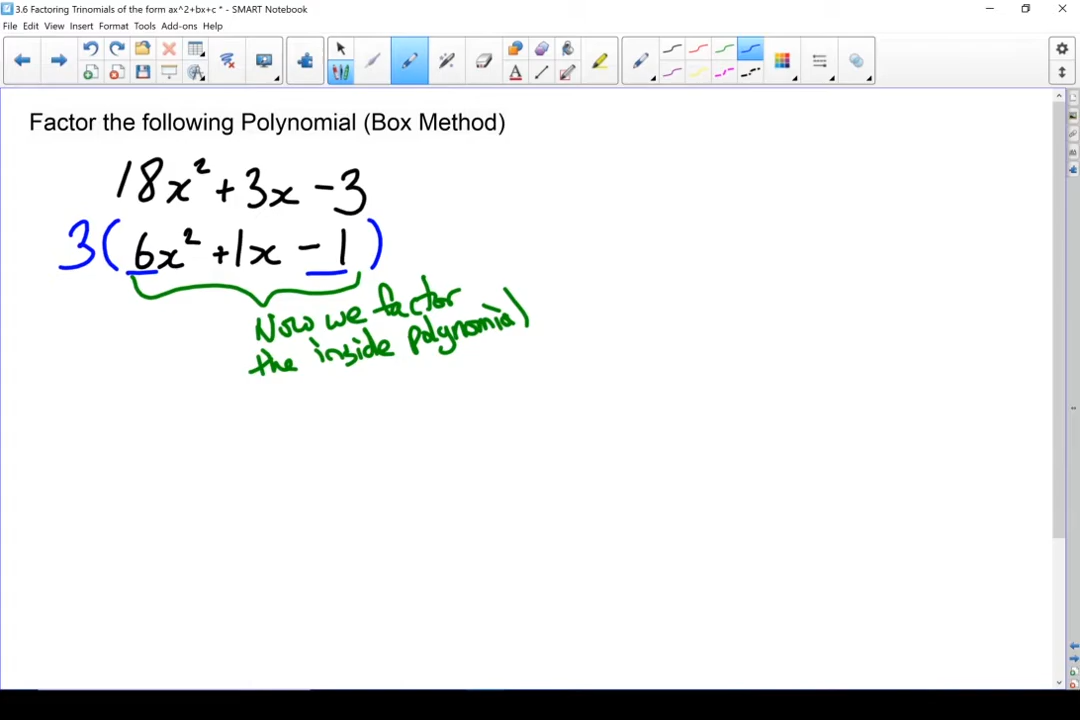 3.6 Factoring Trinomials of the form ax^2+bx+c * - SMART Notebook
File Edit View Insert Format Tools Add-ons Help
Factor the following Polynomial (Box Method)
18x² + 3x - 3
3(6x² + 1x - 1)
Now we factor
the inside polynomial